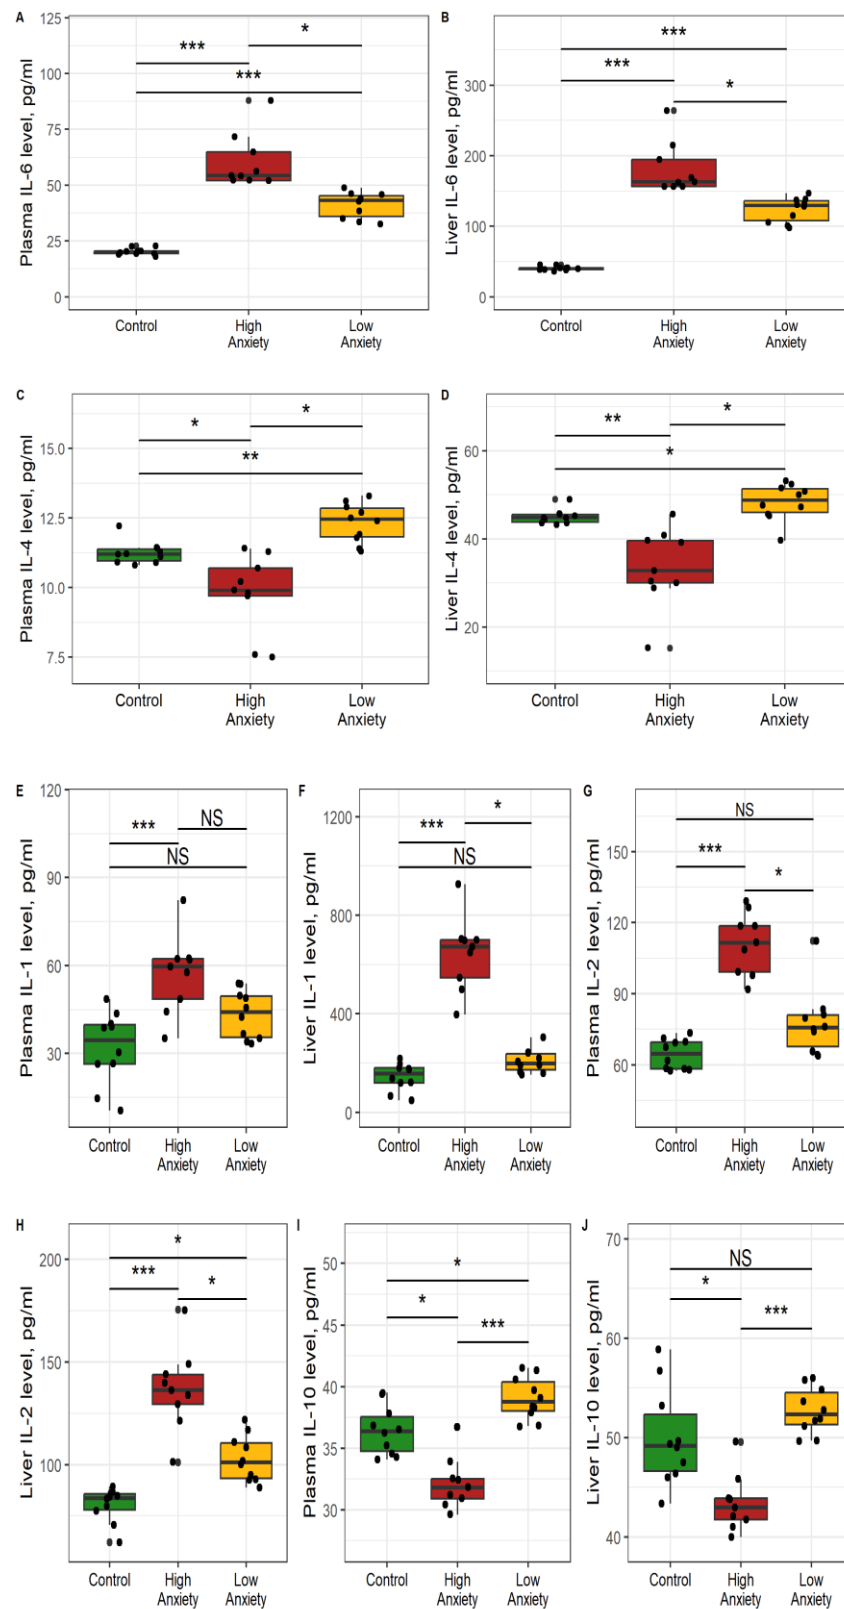 A
Plasma IL-6 level, pg/ml
125
100
75
50
25
0
***
*
***
Control
High
Anxiety
Low
Anxiety
B
Liver IL-6 level, pg/ml
300
200
100
0
***
***
*
Control
High
Anxiety
Low
Anxiety
C
Plasma IL-4 level, pg/ml
15.0
12.5
10.0
7.5
*
*
**
Control
High
Anxiety
Low
Anxiety
D
Liver IL-4 level, pg/ml
60
40
20
**
*
*
Control
High
Anxiety
Low
Anxiety
E
Plasma IL-1 level, pg/ml
120
90
60
30
NS
***
NS
Control
High
Anxiety
Low
Anxiety
F
Liver IL-1 level, pg/ml
1200
800
400
0
***
*
NS
Control
High
Anxiety
Low
Anxiety
G
Plasma IL-2 level, pg/ml
150
120
90
60
NS
***
*
Control
High
Anxiety
Low
Anxiety
H
Liver IL-2 level, pg/ml
200
150
100
*
***
*
Control
High
Anxiety
Low
Anxiety
I
Plasma IL-10 level, pg/ml
50
45
40
35
30
*
*
***
Control
High
Anxiety
Low
Anxiety
J
Liver IL-10 level, pg/ml
70
60
50
40
NS
*
***
Control
High
Anxiety
Low
Anxiety